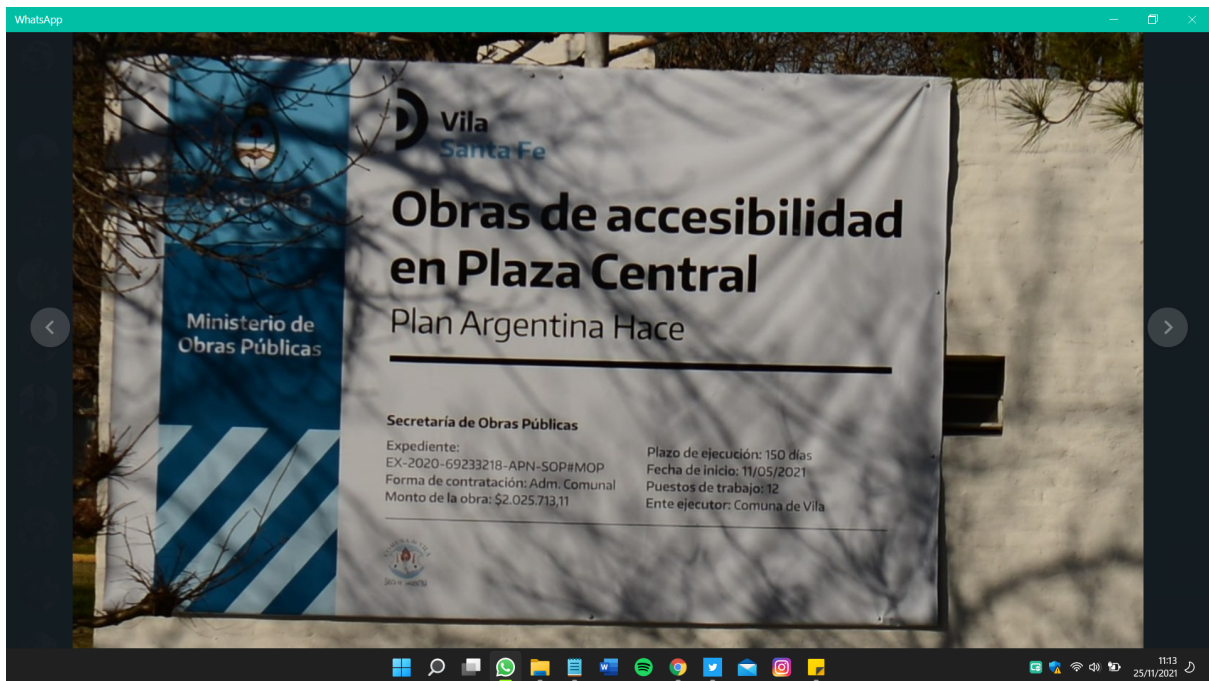 WhatsApp
Vila
Santa Fe
Obras de accesibilidad
en Plaza Central
Plan Argentina Hace
Ministerio de
Obras Públicas
Secretaría de Obras Públicas
Expediente:
EX-2020-69233218-APN-SOP#MOP
Forma de contratación: Adm. Comunal
Monto de la obra: $2.025.713,11
Plazo de ejecución: 150 días
Fecha de inicio: 11/05/2021
Puestos de trabajo: 12
Ente ejecutor: Comuna de Vila
11:13
25/11/2021